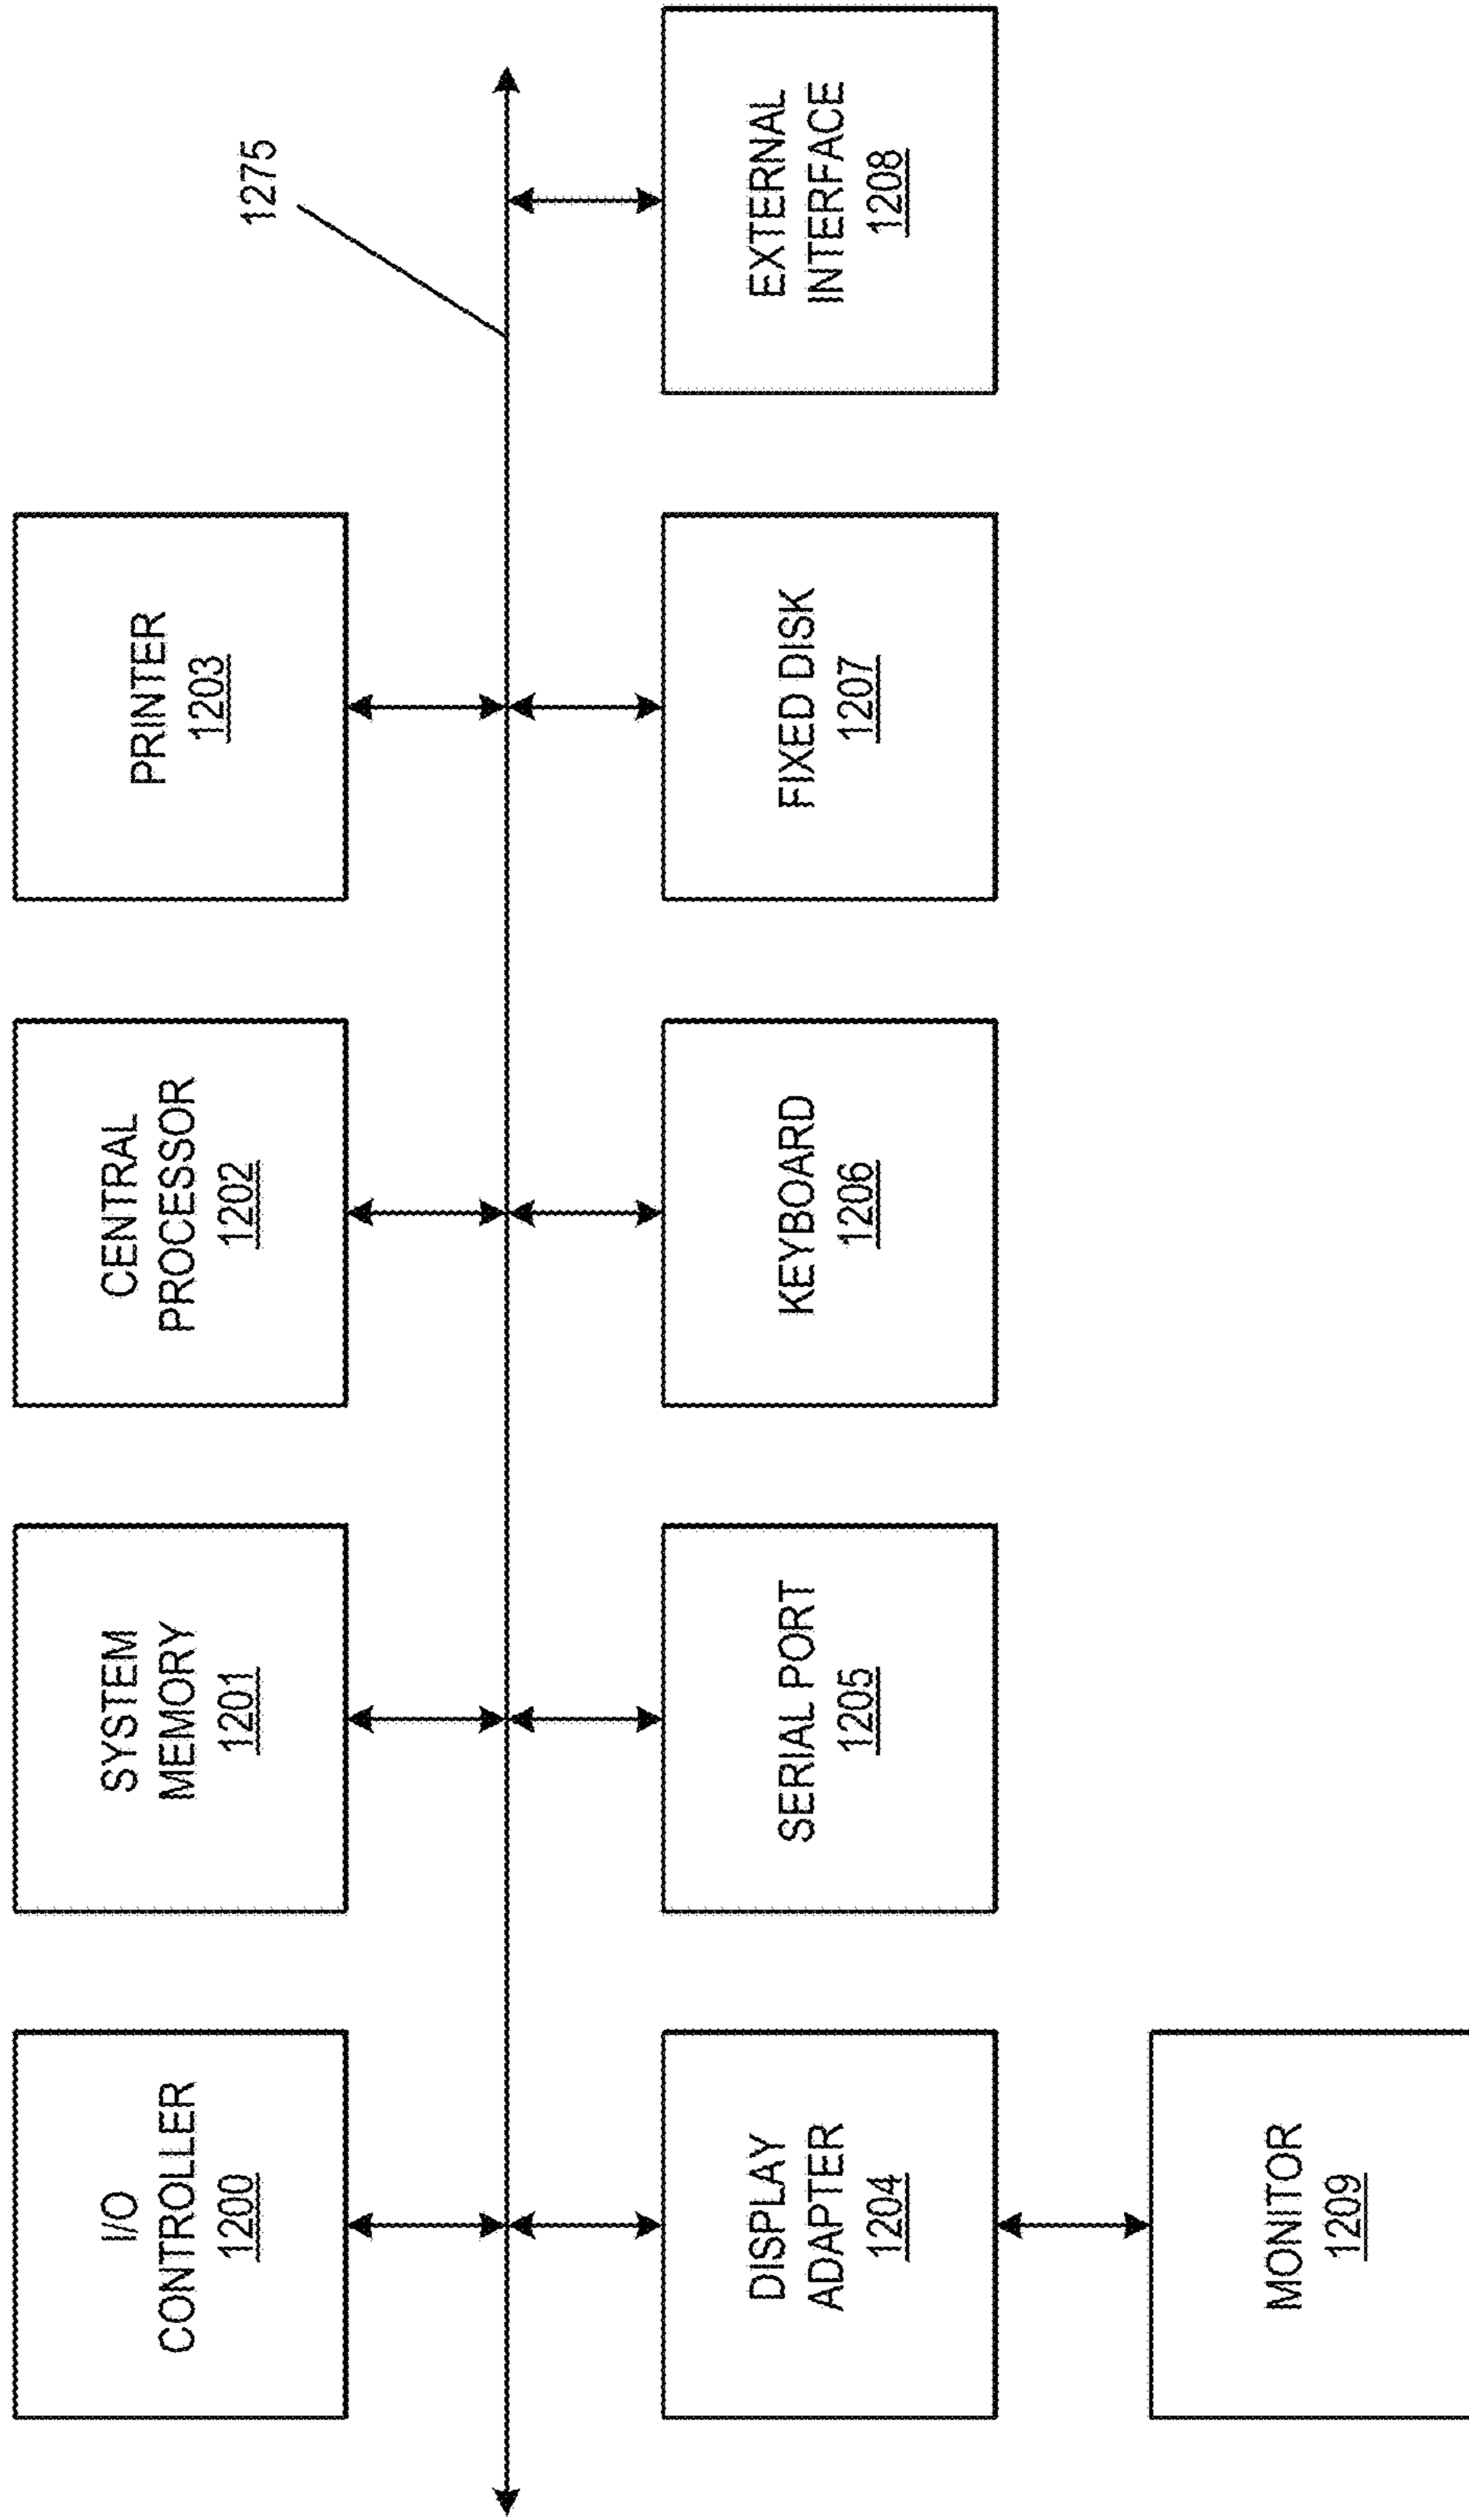 I/O
CONTROLLER
1200
SYSTEM
MEMORY
1201
CENTRAL
PROCESSOR
1202
PRINTER
1203
1275
DISPLAY
ADAPTER
1204
SERIAL PORT
1205
KEYBOARD
1206
FIXED DISK
1207
EXTERNAL
INTERFACE
1208
MONITOR
1209